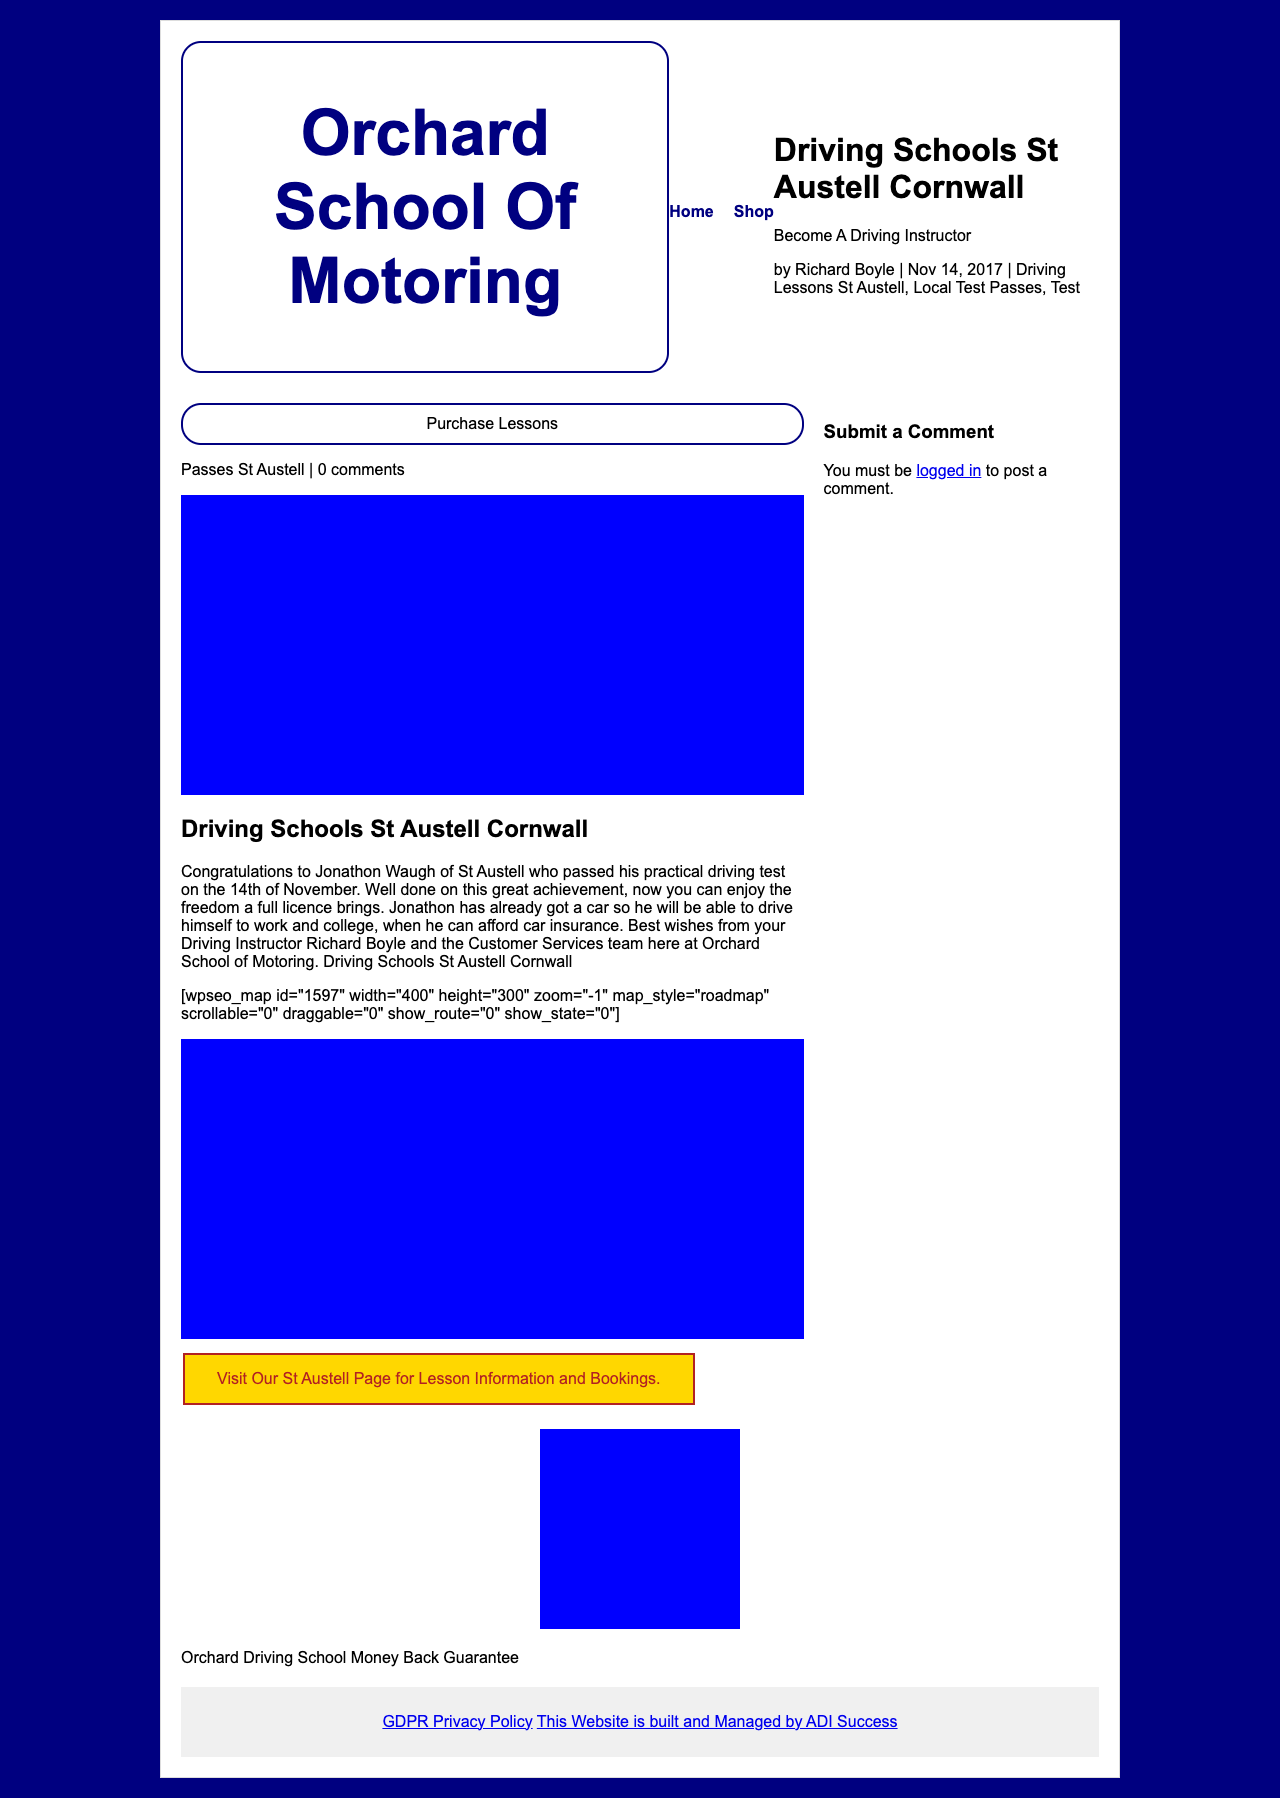 Orchard
School Of
Motoring
Home Shop
Driving Schools St
Austell Cornwall
Become A Driving Instructor
by Richard Boyle | Nov 14, 2017 | Driving
Lessons St Austell, Local Test Passes, Test
Purchase Lessons
Passes St Austell | 0 comments
Driving Schools St Austell Cornwall
Congratulations to Jonathon Waugh of St Austell who passed his practical driving test
on the 14th of November. Well done on this great achievement, now you can enjoy the
freedom a full licence brings. Jonathon has already got a car so he will be able to drive
himself to work and college, when he can afford car insurance. Best wishes from your
Driving Instructor Richard Boyle and the Customer Services team here at Orchard
School of Motoring. Driving Schools St Austell Cornwall
[wpseo_map id="1597" width="400" height="300" zoom="-1" map_style="roadmap"
scrollable="0" draggable="0" show_route="0" show_state="0"]
Visit Our St Austell Page for Lesson Information and Bookings.
Submit a Comment
You must be logged in to post a
comment.
Orchard Driving School Money Back Guarantee
GDPR Privacy Policy This Website is built and Managed by ADI Success